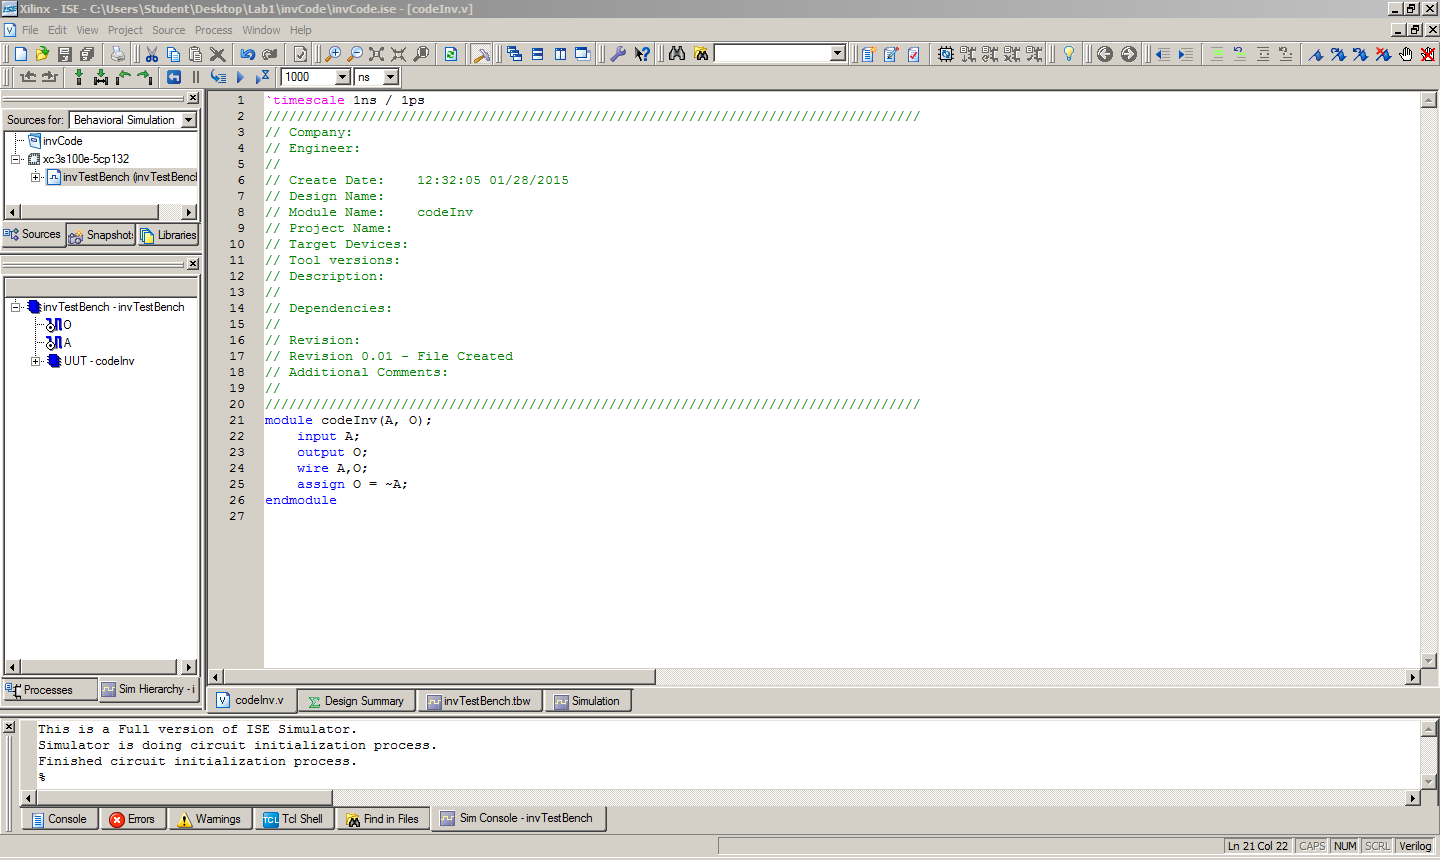 Xilinx - ISE - C:\Users\Student\Desktop\Lab1\invCode\invCode.ise - [codeInv.v]
File Edit View Project Source Process Window Help
1000 ns
Sources for: Behavioral Simulation
invCode
xc3s100e-5cp132
invTestBench (invTestBencl
Sources Snapshot Libraries
invTestBench - invTestBench
O
A
UUT - codeInv
Processes Sim Hierarchy - i
1 `timescale 1ns / 1ps
2 //////////////////////////////////////////////////////////////////////////////////
3 // Company:
4 // Engineer:
5 //
6 // Create Date:    12:32:05 01/28/2015
7 // Design Name:
8 // Module Name:    codeInv
9 // Project Name:
10 // Target Devices:
11 // Tool versions:
12 // Description:
13 //
14 // Dependencies:
15 //
16 // Revision:
17 // Revision 0.01 - File Created
18 // Additional Comments:
19 //
20 //////////////////////////////////////////////////////////////////////////////////
21 module codeInv(A, O);
22     input A;
23     output O;
24     wire A,O;
25     assign O = ~A;
26 endmodule
27
codeInv.v Design Summary invTestBench.tbw Simulation
This is a Full version of ISE Simulator.
Simulator is doing circuit initialization process.
Finished circuit initialization process.
%
Console Errors Warnings TCL Tcl Shell Find in Files Sim Console - invTestBench
Ln 21 Col 22 CAPS NUM SCRL Verilog